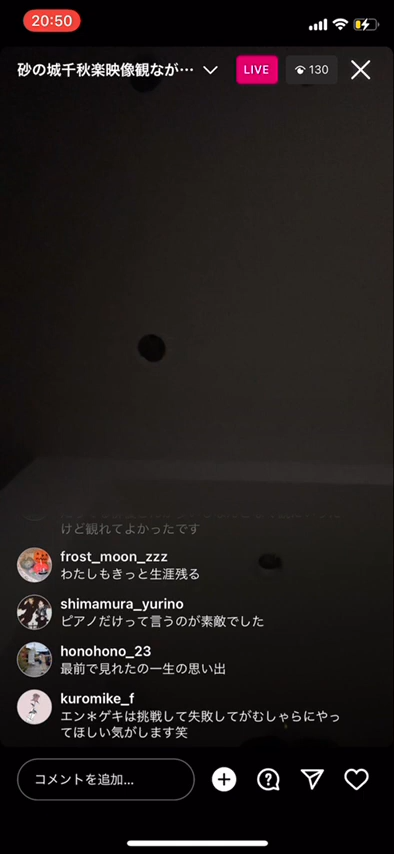 20:50
砂の城千秋楽映像観なが…
LIVE
130
けど観れてよかったです
frost_moon_zzz
わたしもきっと生涯残る
shimamura_yurino
ピアノだけって言うのが素敵でした
honohono_23
最前で見れたの一生の思い出
kuromike_f
エン＊ゲキは挑戦して失敗してがむしゃらにやっ
てほしい気がします笑
コメントを追加...